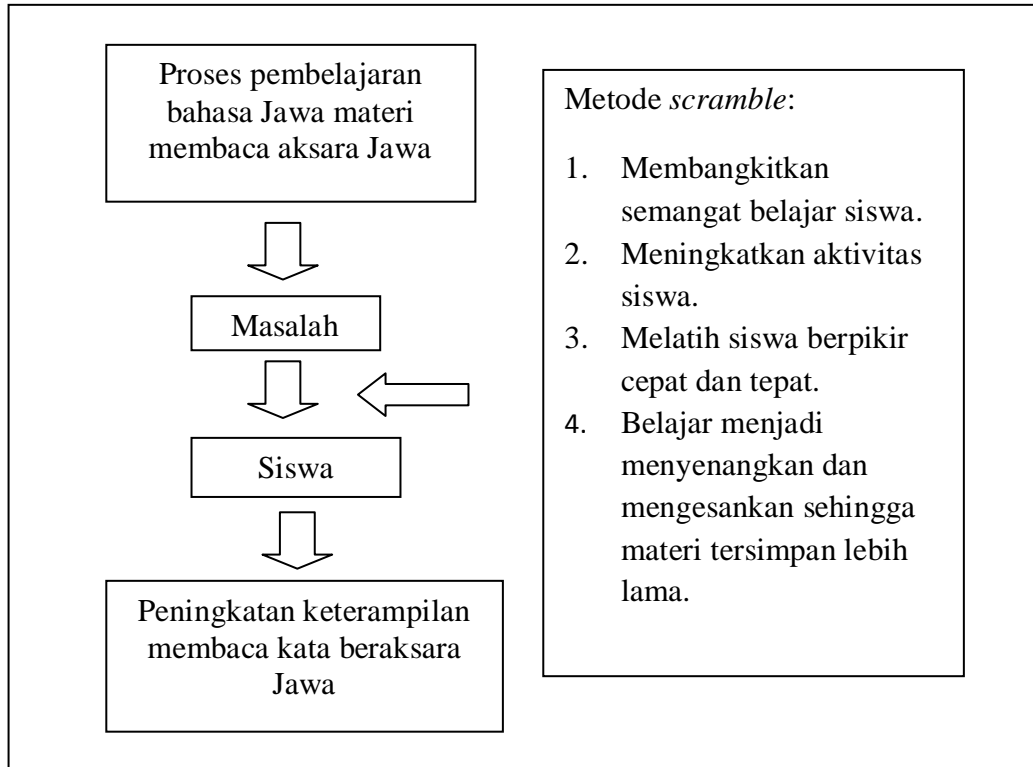 Proses pembelajaran
bahasa Jawa materi
membaca aksara Jawa
Masalah
Siswa
Peningkatan keterampilan
membaca kata beraksara
Jawa
Metode scramble:
1. Membangkitkan
semangat belajar siswa.
2. Meningkatkan aktivitas
siswa.
3. Melatih siswa berpikir
cepat dan tepat.
4. Belajar menjadi
menyenangkan dan
mengesankan sehingga
materi tersimpan lebih
lama.